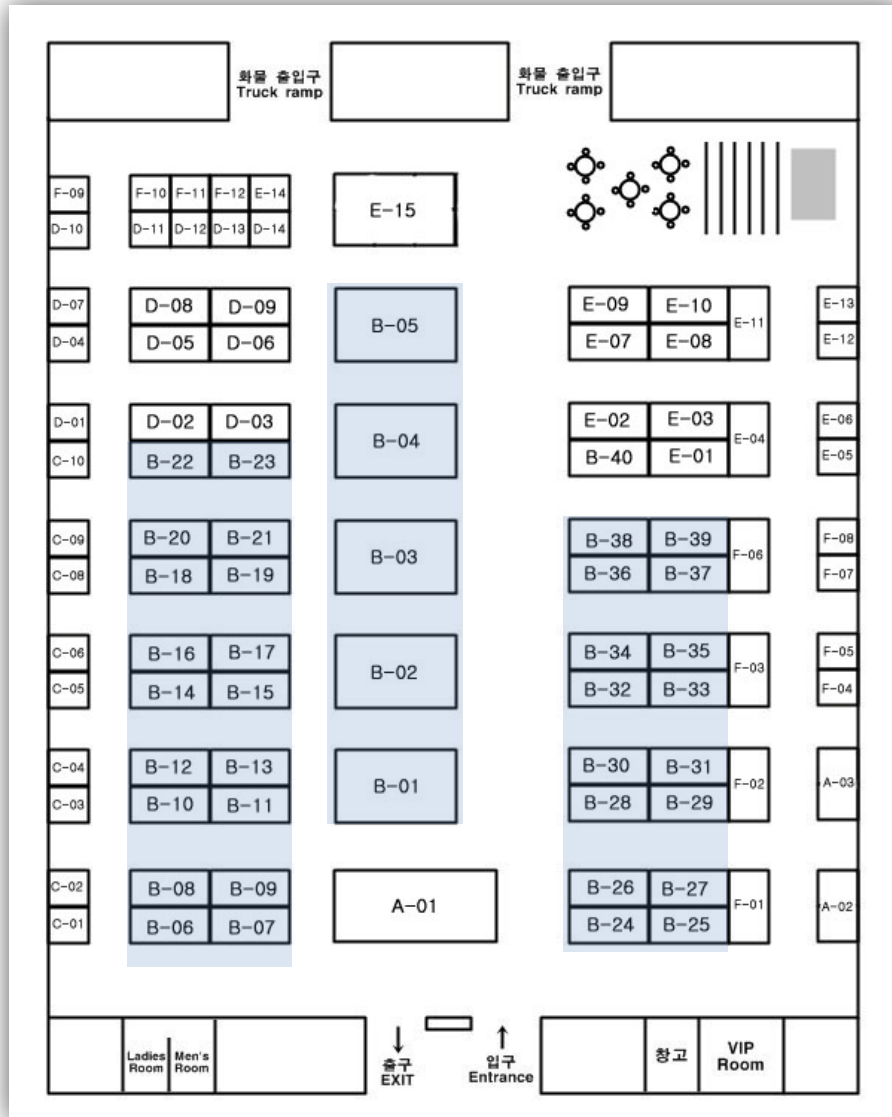 화물 출입구
Truck ramp
화물 출입구
Truck ramp
F-09
F-10 F-11 F-12 E-14
E-15
D-10
D-11 D-12 D-13 D-14
D-07
D-08 D-09
B-05
E-09 E-10
E-11
E-13
D-04
D-05 D-06
E-07 E-08
E-12
D-01
D-02 D-03
B-04
E-02 E-03
E-04
E-06
C-10
B-22 B-23
B-40 E-01
E-05
C-09
B-20 B-21
B-03
B-38 B-39
F-06
F-08
C-08
B-18 B-19
B-36 B-37
F-07
C-06
B-16 B-17
B-02
B-34 B-35
F-03
F-05
C-05
B-14 B-15
B-32 B-33
F-04
C-04
B-12 B-13
B-01
B-30 B-31
F-02
A-03
C-03
B-10 B-11
B-28 B-29
C-02
B-08 B-09
A-01
B-26 B-27
F-01
A-02
C-01
B-06 B-07
B-24 B-25
Ladies
Room
Men's
Room
출구
EXIT
입구
Entrance
창고
VIP
Room